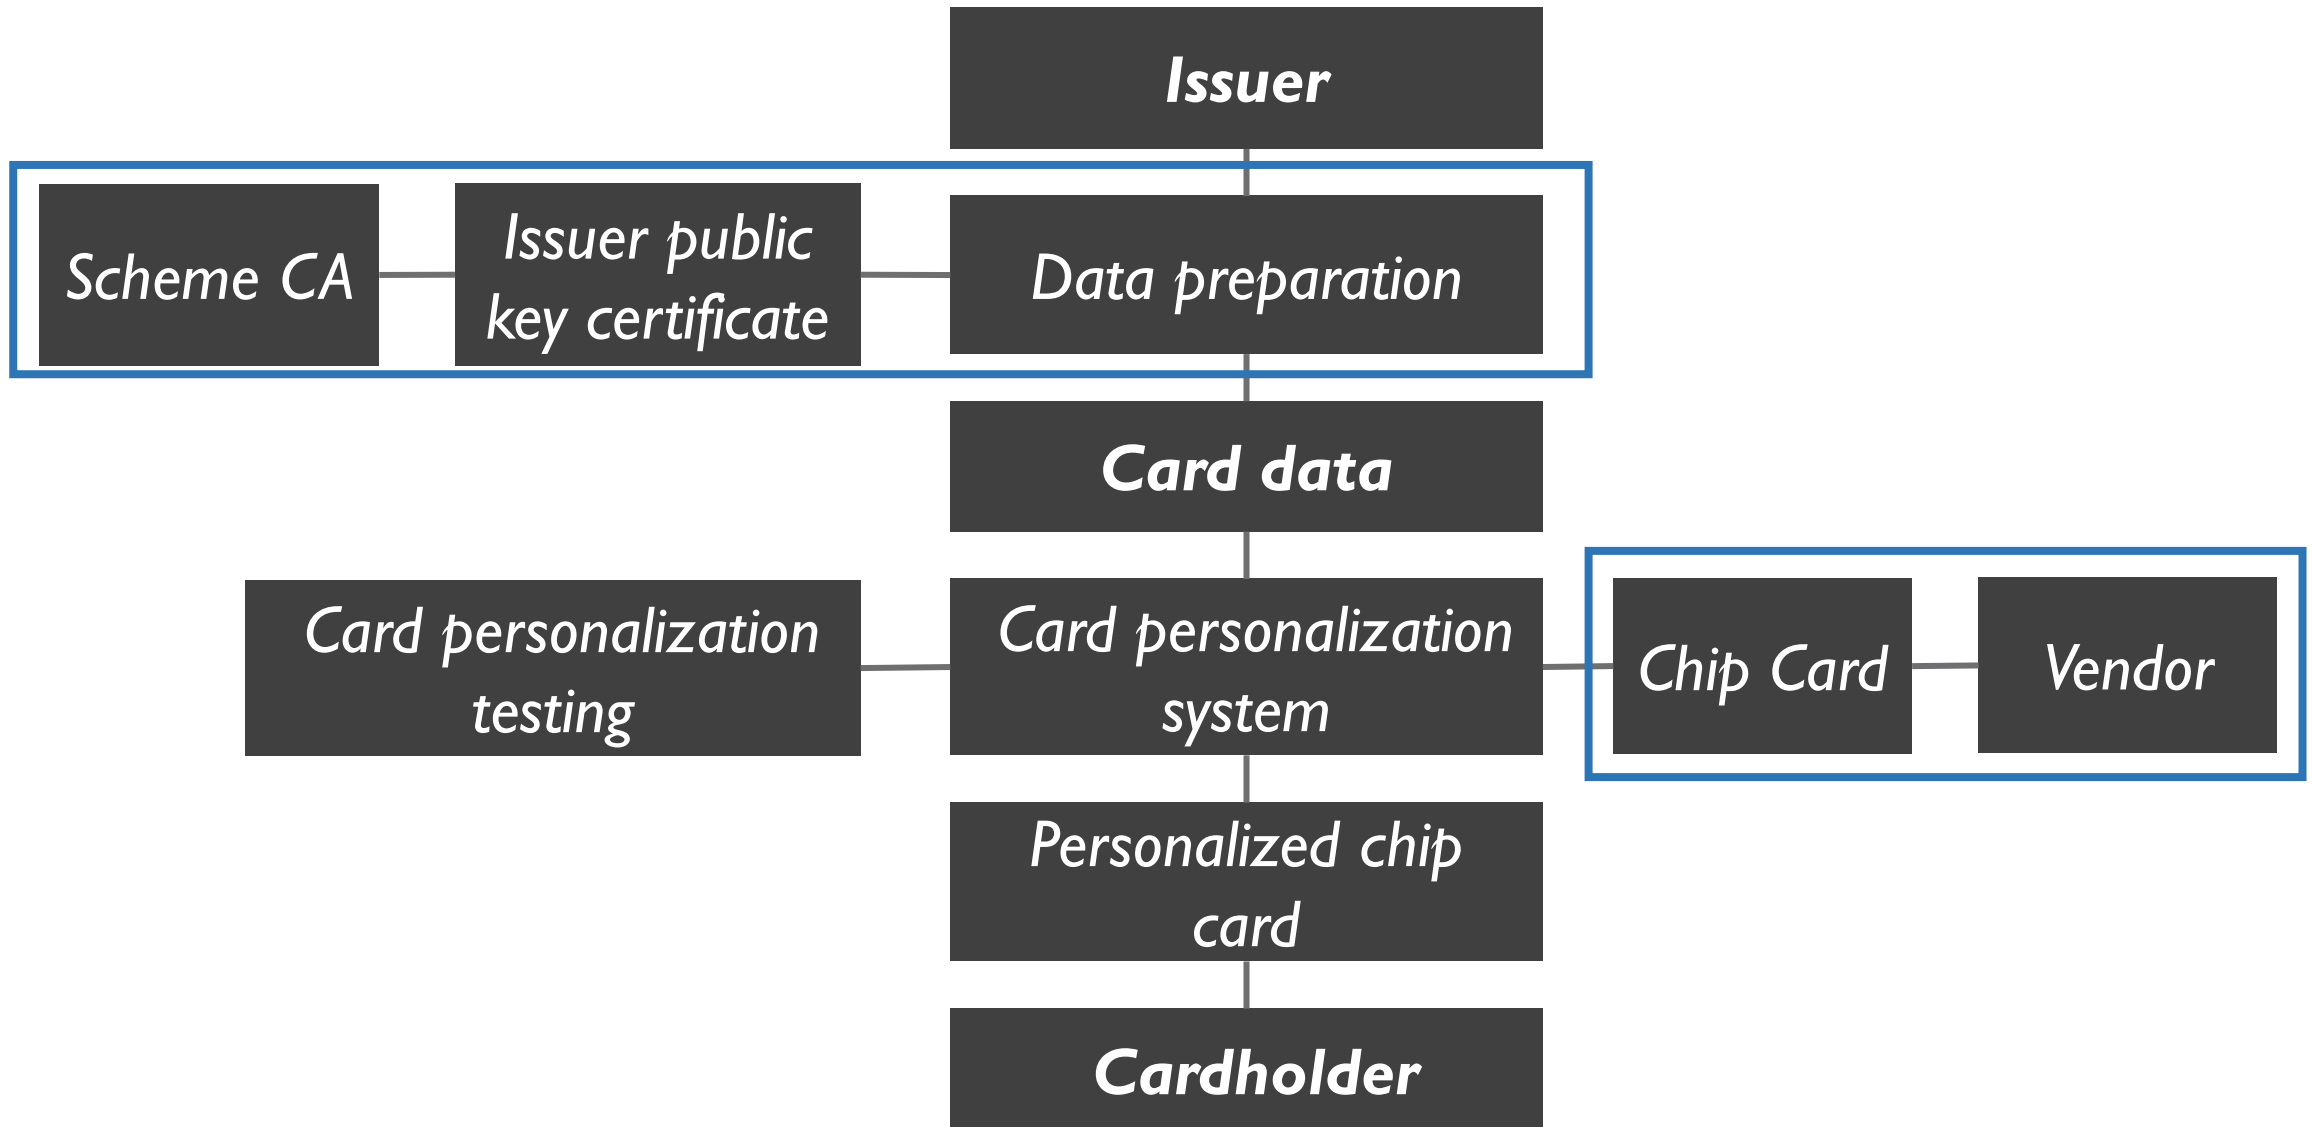 Issuer
Scheme CA
Issuer public
key certificate
Data preparation
Card data
Card personalization
testing
Card personalization
system
Chip Card
Vendor
Personalized chip
card
Cardholder